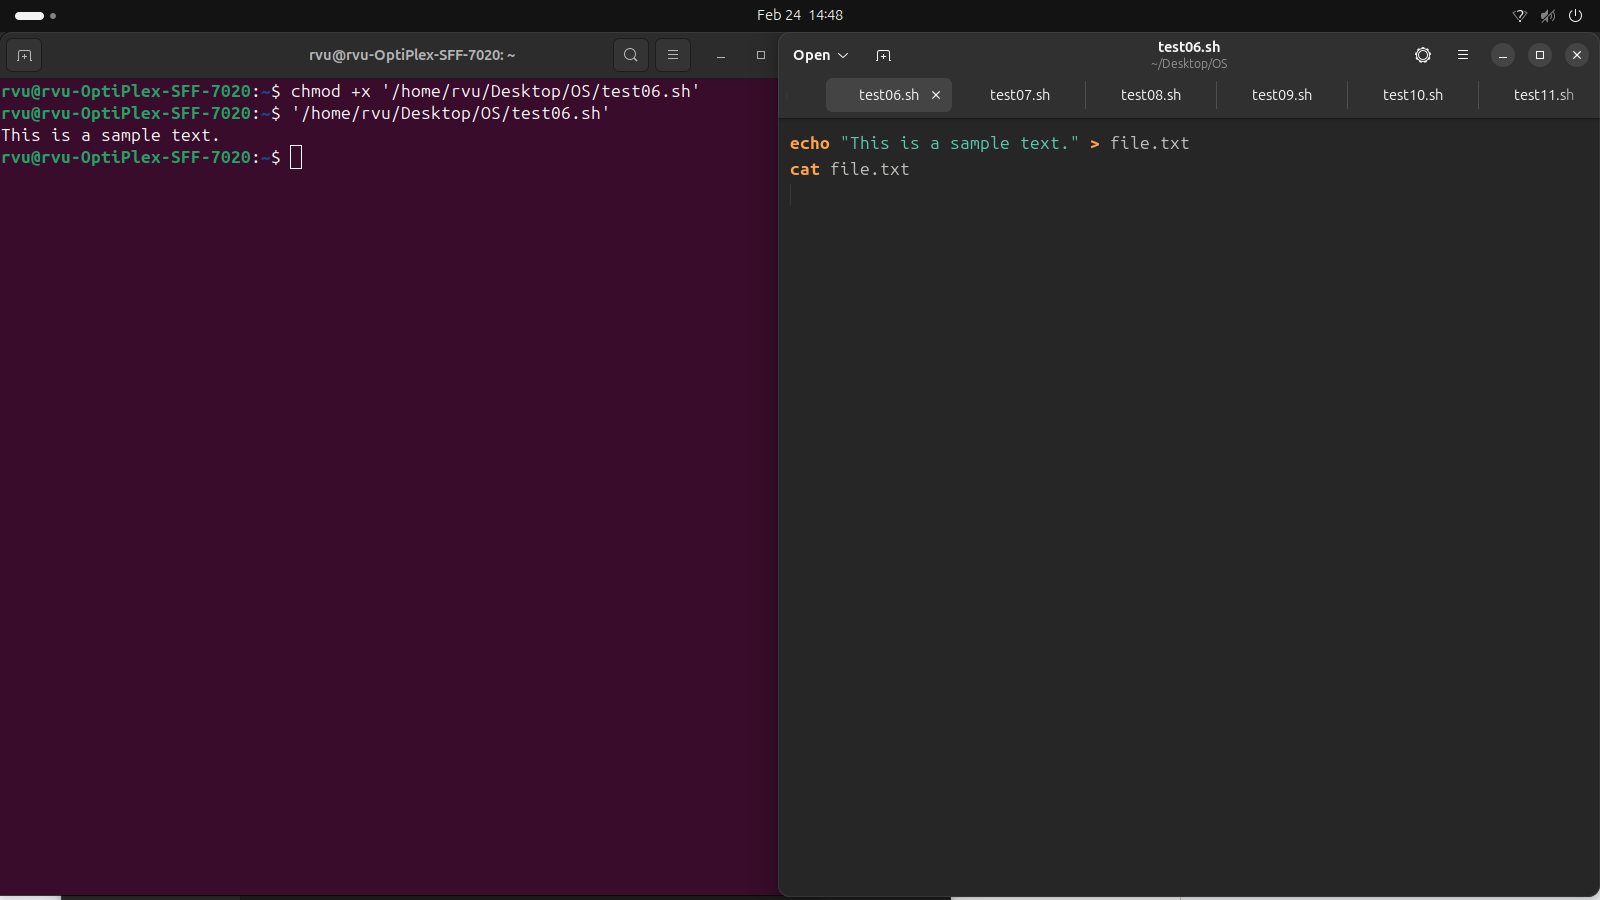 Feb 24 14:48
rvu@rvu-OptiPlex-SFF-7020: ~
rvu@rvu-OptiPlex-SFF-7020:~$ chmod +x '/home/rvu/Desktop/OS/test06.sh'
rvu@rvu-OptiPlex-SFF-7020:~$ '/home/rvu/Desktop/OS/test06.sh'
This is a sample text.
rvu@rvu-OptiPlex-SFF-7020:~$
Open
test06.sh
~/Desktop/OS
test06.sh test07.sh test08.sh test09.sh test10.sh test11.sh
echo "This is a sample text." > file.txt
cat file.txt